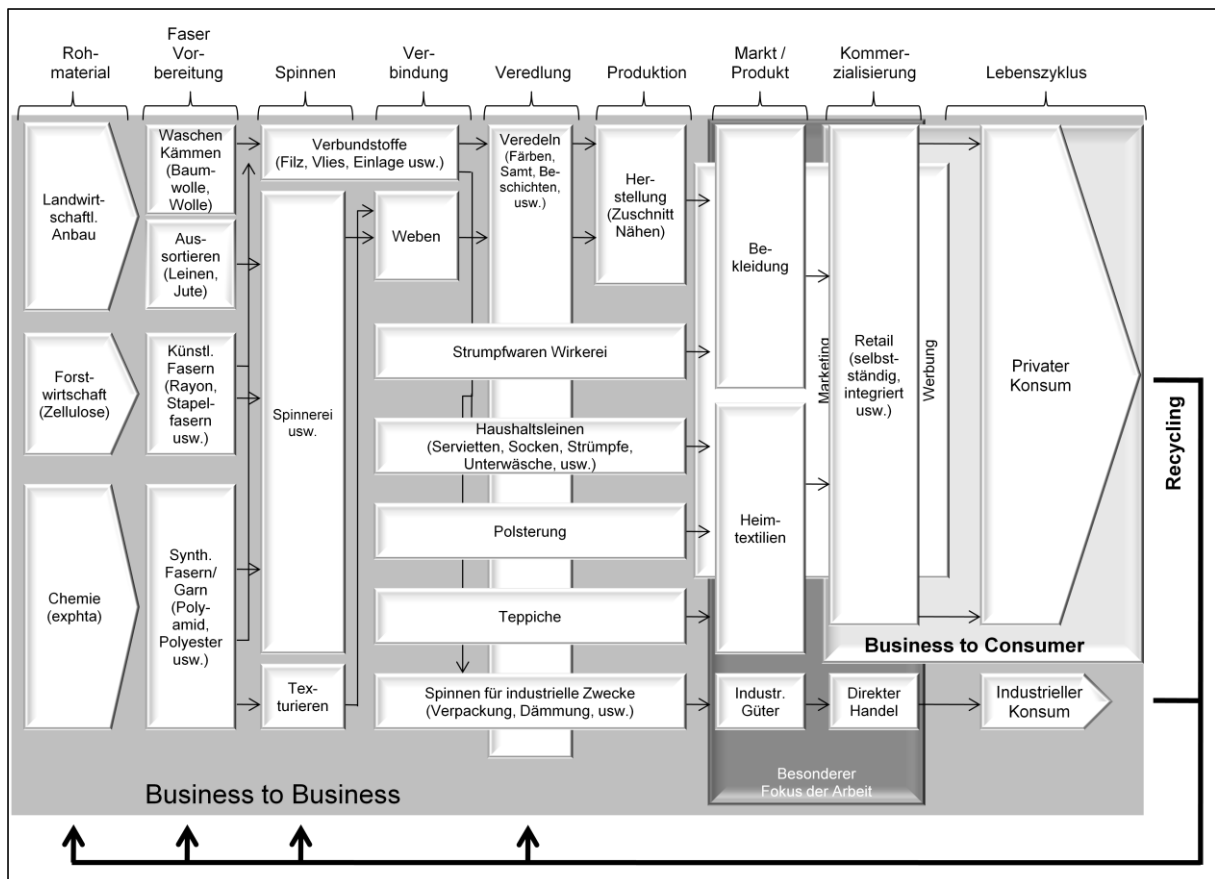 Roh-
material
Faser
Vor-
bereitung
Spinnen
Ver-
bindung
Veredlung
Produktion
Markt /
Produkt
Kommer-
zialisierung
Lebenszyklus
Landwirt-
schaftl.
Anbau
Forst-
wirtschaft
(Zellulose)
Chemie
(exphta)
Waschen
Kämmen
(Baum-
wolle,
Wolle)
Aus-
sortieren
(Leinen,
Jute)
Künstl.
Fasern
(Rayon,
Stapel-
fasern
usw.)
Synth.
Fasern/
Garn
(Poly-
amid,
Polyester
usw.)
Verbundstoffe
(Filz, Vlies, Einlage usw.)
Spinnerei
usw.
Tex-
turieren
Weben
Veredeln
(Färben,
Samt, Be-
schichten,
usw.)
Her-
stellung
(Zuschnitt
Nähen)
Strumpfwaren Wirkerei
Haushaltsleinen
(Servietten, Socken, Strümpfe,
Unterwäsche, usw.)
Polsterung
Teppiche
Spinnen für industrielle Zwecke
(Verpackung, Dämmung, usw.)
Be-
kleidung
Heim-
textilien
Industr.
Güter
Marketing
Retail
(selbst-
ständig,
integriert
usw.)
Werbung
Direkter
Handel
Privater
Konsum
Business to Consumer
Industrieller
Konsum
Recycling
Besonderer
Fokus der Arbeit
Business to Business